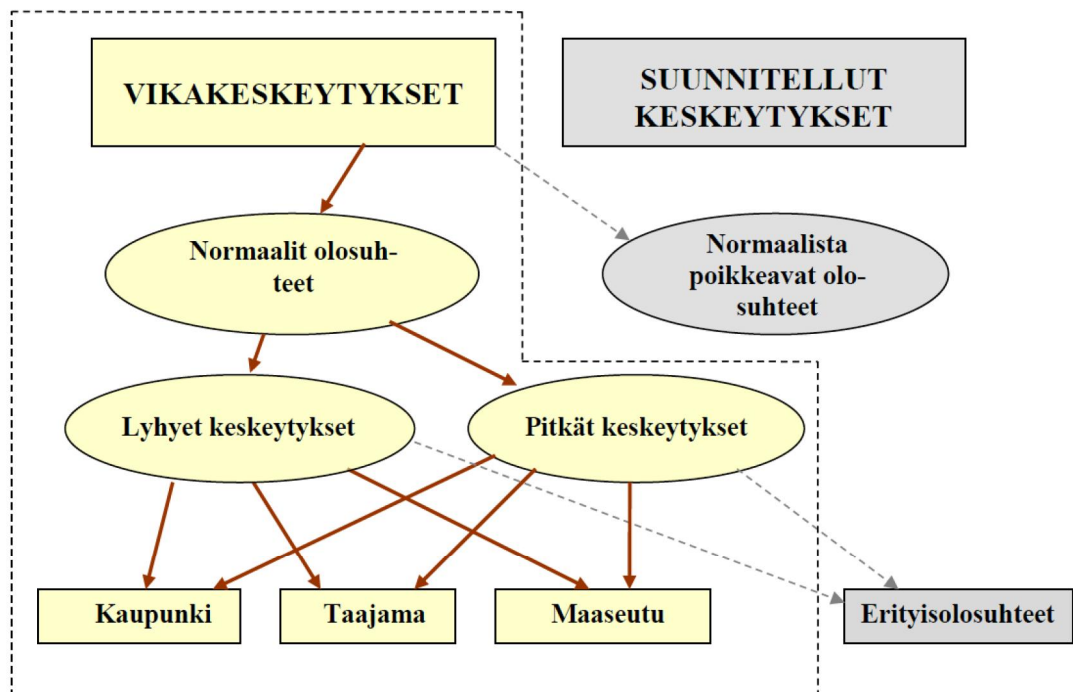 VIKAKESKEYTYKSET
SUUNNITELLUT
KESKEYTYKSET
Normaalit olosuh-
teet
Normaalista
poikkeavat olo-
suhteet
Lyhyet keskeytykset
Pitkät keskeytykset
Kaupunki
Taajama
Maaseutu
Erityisolosuhteet